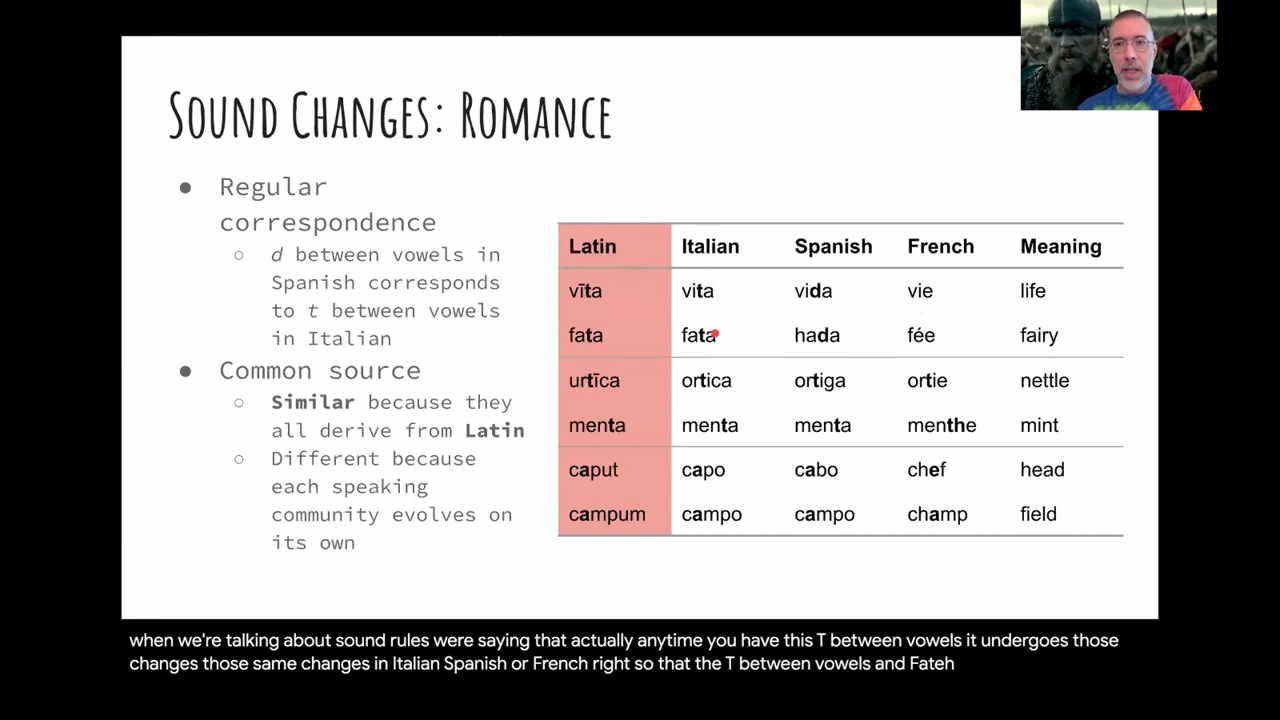 Sound Changes: Romance
● Regular
correspondence
○ d between vowels in
Spanish corresponds
to t between vowels
in Italian
● Common source
○ Similar because they
all derive from Latin
○ Different because
each speaking
community evolves on
its own
Latin Italian Spanish French Meaning
vīta vita vida vie life
fata fata hada fée fairy
urtīca ortica ortiga ortie nettle
menta menta menta menthe mint
caput capo cabo chef head
campum campo campo champ field
when we're talking about sound rules were saying that actually anytime you have this T between vowels it undergoes those
changes those same changes in Italian Spanish or French right so that the T between vowels and Fateh